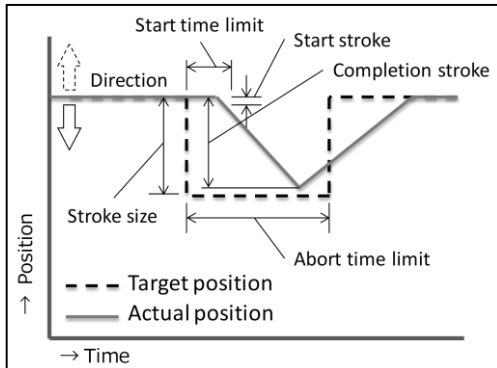 Start time limit
Start stroke
Direction
Completion stroke
Stroke size
Abort time limit
→ Position
Target position
Actual position
→ Time